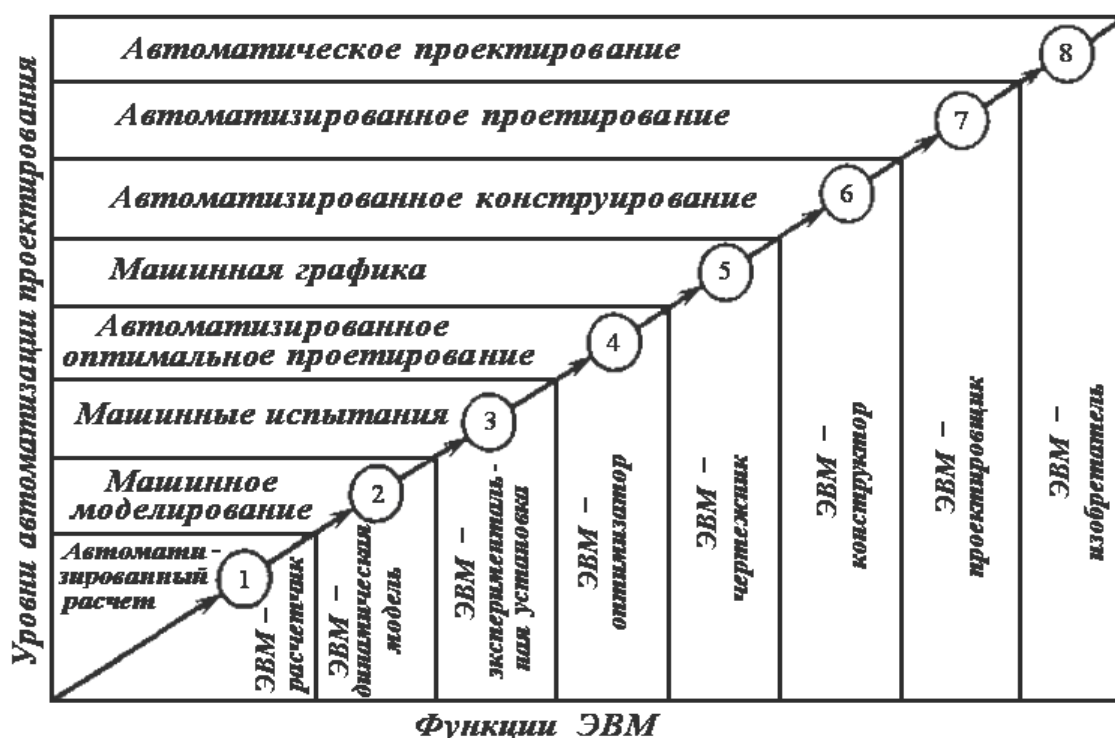 Уровни автоматизации проектирования
Автоматическое проектирование
8
Автоматизированное проетирование
7
Автоматизированное конструирование
6
Машинная графика
5
Автоматизированное
оптимальное проетирование
4
Машинные испытания
3
Машинное
моделирование
2
Автомати-
зированный
расчет
1
ЭВМ –
расчетчик
ЭВМ –
динамическая
модель
ЭВМ –
эксперименталь-
ная установка
ЭВМ –
оптимизатор
ЭВМ –
чертежник
ЭВМ –
конструктор
ЭВМ –
проектировщик
ЭВМ –
изобретатель
Функции ЭВМ